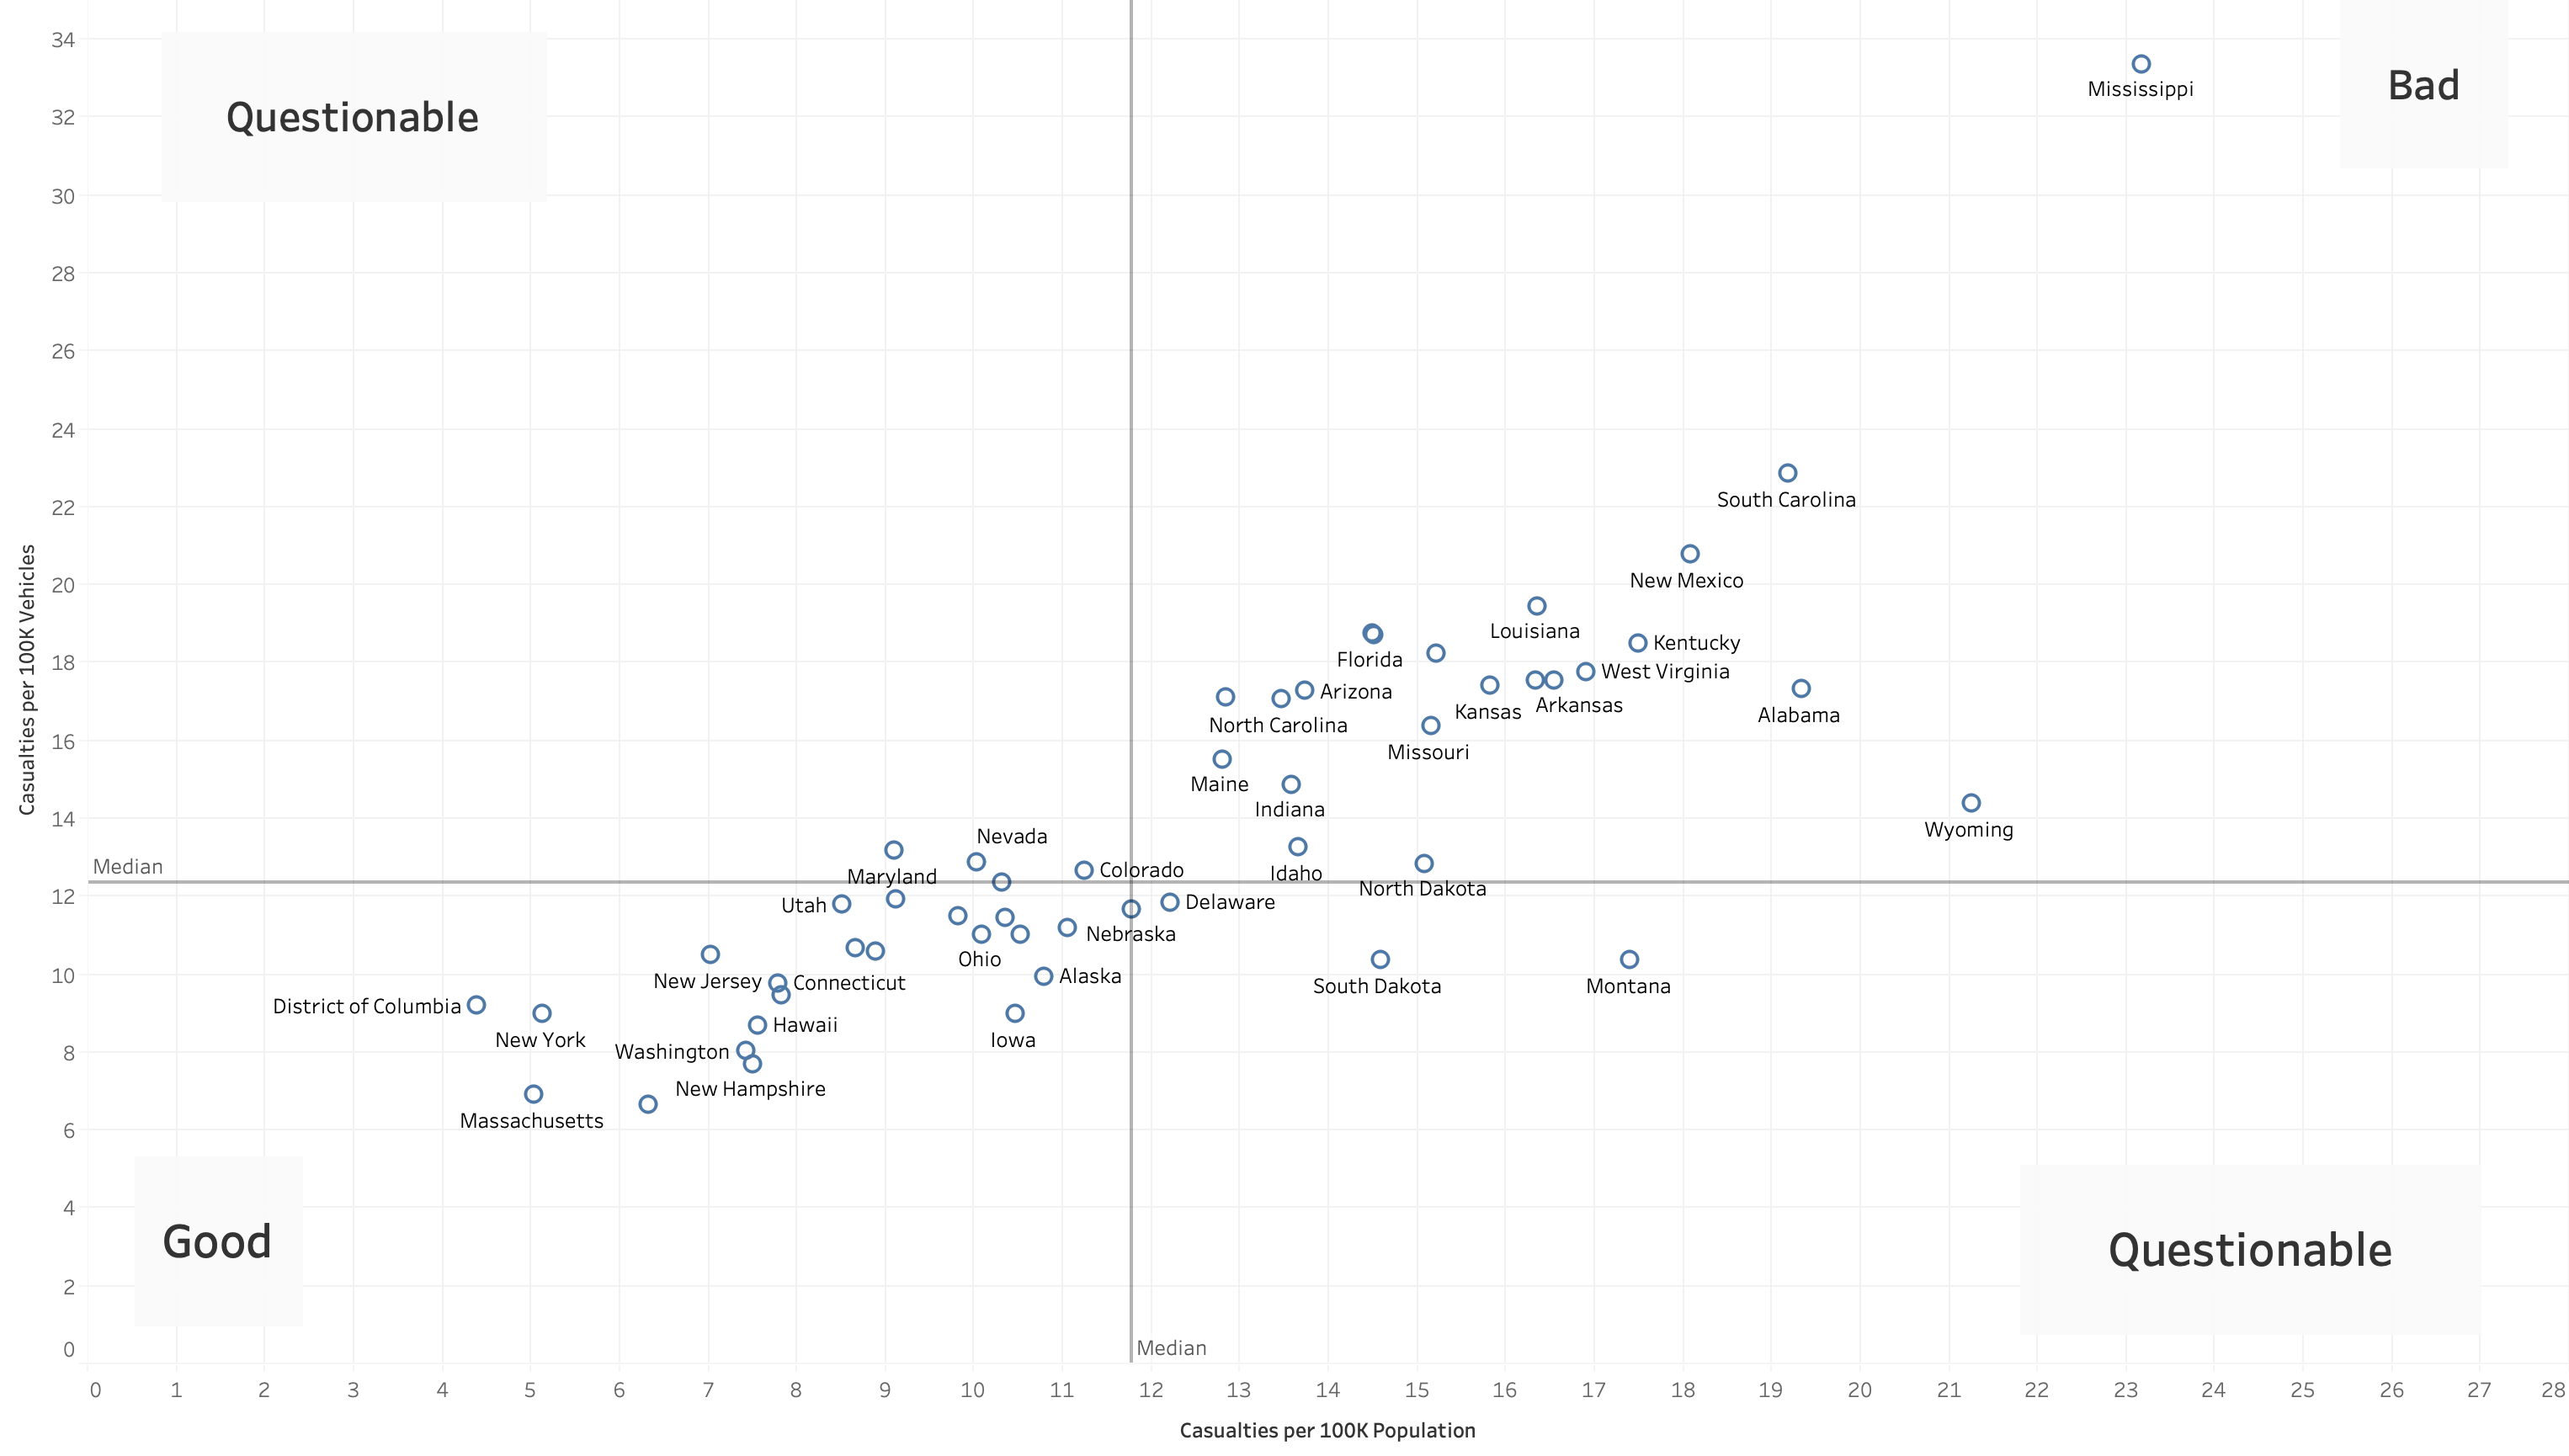 34
Questionable
Bad
Mississippi
32
30
28
26
24
22
South Carolina
20
New Mexico
Louisiana
Kentucky
Florida
18
West Virginia
Arizona
Kansas
Arkansas
Alabama
North Carolina
16
Missouri
Maine
Indiana
14
Wyoming
Nevada
Median
Colorado
Idaho
Maryland
North Dakota
12
Utah
Delaware
Nebraska
Ohio
10
New Jersey
Connecticut
Alaska
South Dakota
Montana
District of Columbia
New York
Hawaii
Iowa
8
Washington
New Hampshire
Massachusetts
6
4
Good
Questionable
2
0
Median
Casualties per 100K Vehicles
0 1 2 3 4 5 6 7 8 9 10 11 12 13 14 15 16 17 18 19 20 21 22 23 24 25 26 27 28
Casualties per 100K Population